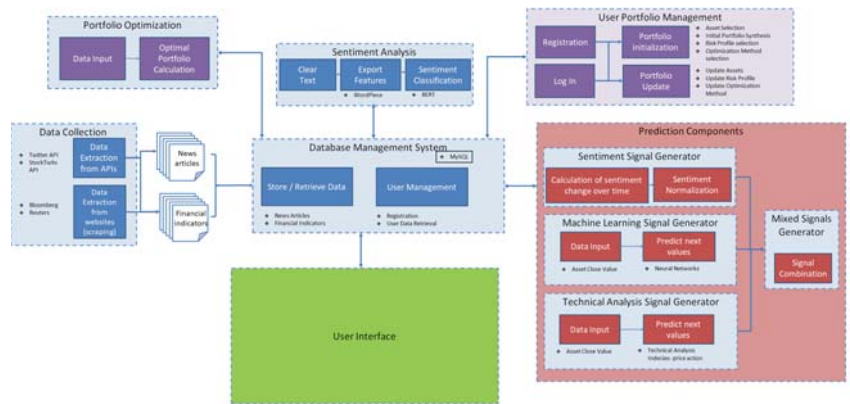 Portfolio Optimization
Data Input
Optimal
Portfolio
Calculation
Sentiment Analysis
Clear
Text
Export
Features
Sentiment
Classification
WordPiece
BERT
User Portfolio Management
Registration
Portfolio
Initialization
Asset Selection
Initial Portfolio Synthesis
Risk Profile selection
Optimization Method
selection
Log In
Portfolio
Update
Update Assets
Update Risk Profile
Update Optimization
Method
Data Collection
Twitter API
StockTwits
API
Data
Extraction
from APIs
News
articles
Bloomberg
Reuters
Data
Extraction
from
websites
(scraping)
Financial
indicators
Database Management System
MySQL
Store / Retrieve Data
User Management
News Articles
Financial Indicators
Registration
User Data Retrieval
User Interface
Prediction Components
Sentiment Signal Generator
Calculation of sentiment
change over time
Sentiment
Normalization
Machine Learning Signal Generator
Data Input
Predict next
values
Asset Close Value
Neural Networks
Technical Analysis Signal Generator
Data Input
Predict next
values
Asset Close Value
Technical Analysis
Indecies price action
Mixed Signals
Generator
Signal
Combination